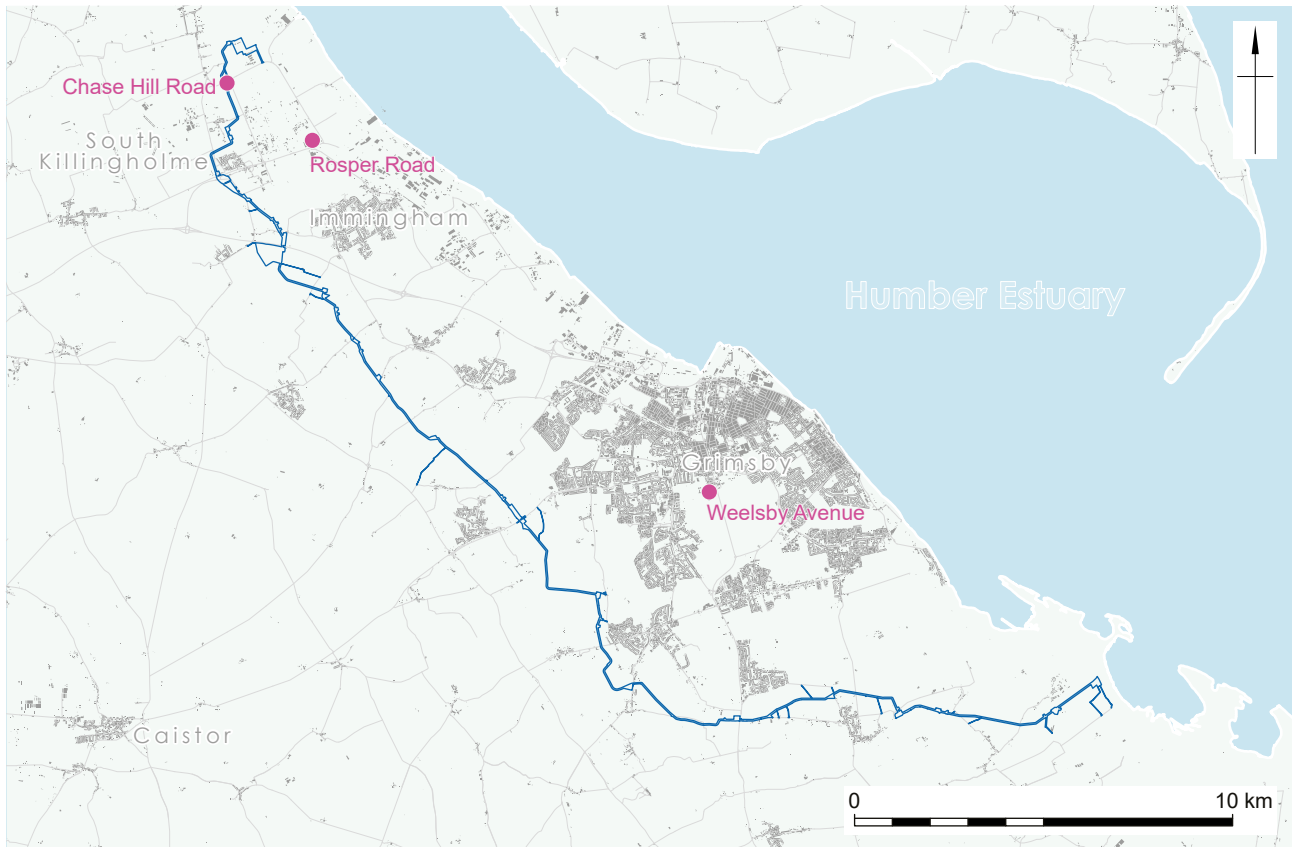 Chase Hill Road
South
Killingholme
Rosper Road
Immingham
Humber Estuary
Grimsby
Weelsby Avenue
Caistor
0
10 km